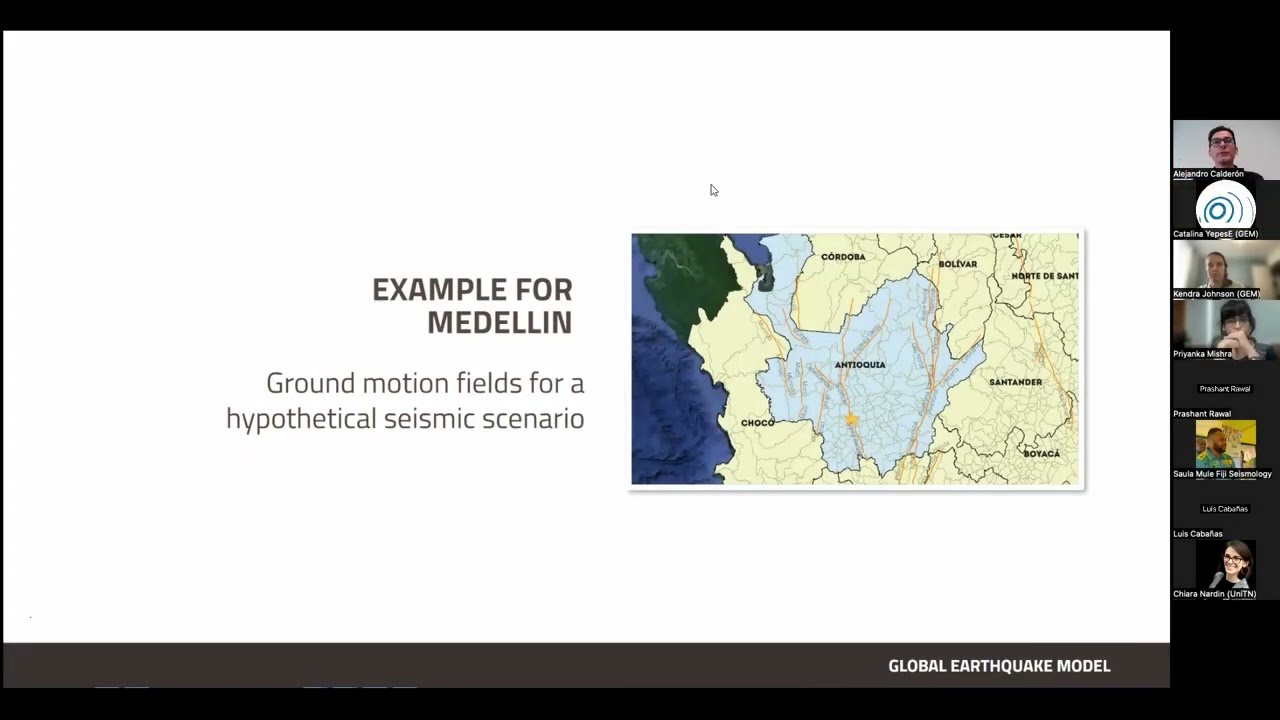 EXAMPLE FOR
MEDELLIN
Ground motion fields for a
hypothetical seismic scenario
CÓRDOBA
CESAR
BOLÍVAR
NORTE DE SANT
ANTIOQUIA
SANTANDER
CHOCÓ
BOYACÁ
GLOBAL EARTHQUAKE MODEL
Alejandro Calderón
Catalina YepesE (GEM)
Kendra Johnson (GEM)
Priyanka Mishra
Prashant Rawal
Prashant Rawal
Saula Mule Fiji Seismology
Luis Cabañas
Luis Cabañas
Chiara Nardin (UniTN)